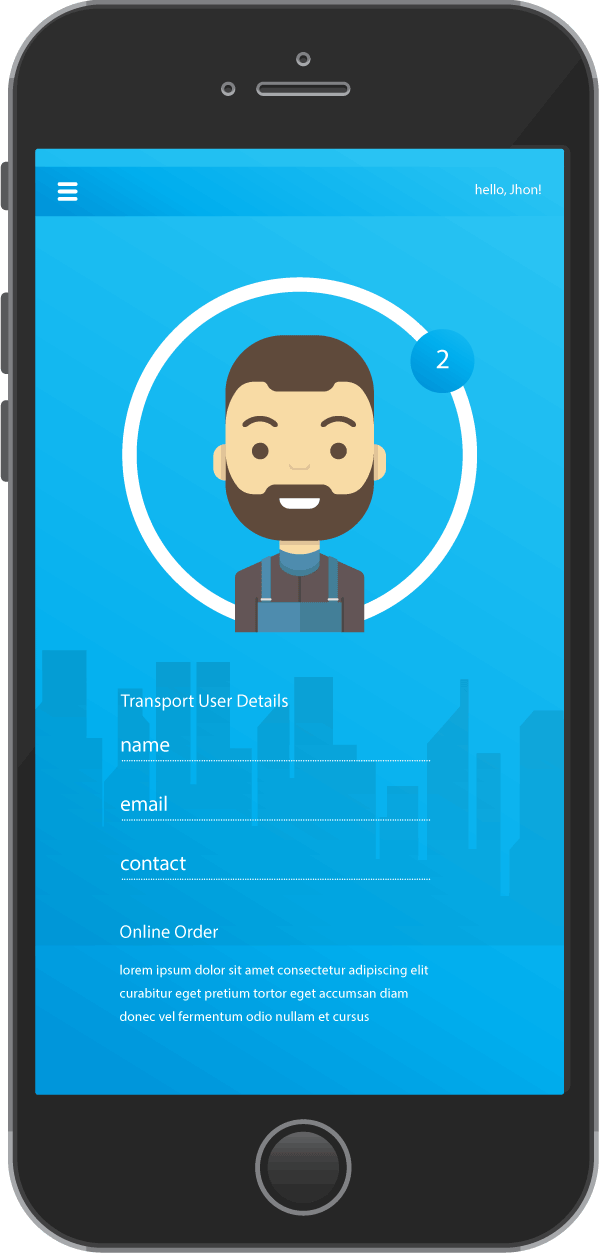 hello, Jhon!
2
Transport User Details
name
email
contact
Online Order
lorem ipsum dolor sit amet consectetur adipiscing elit
curabitur eget pretium tortor eget accumsan diam
donec vel fermentum odio nullam et cursus